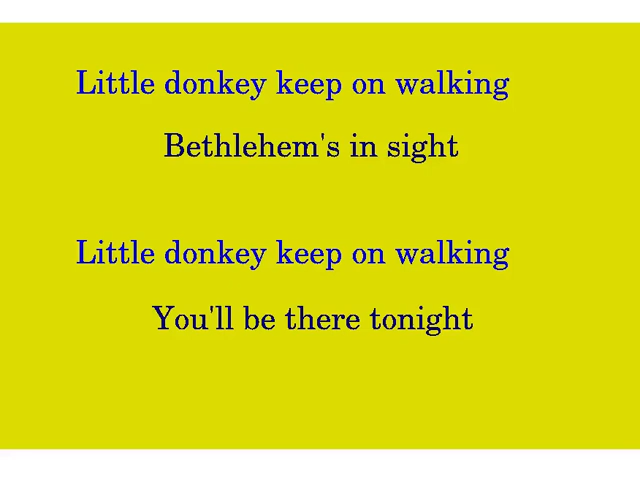 Little donkey keep on walking
Bethlehem's in sight
Little donkey keep on walking
You'll be there tonight